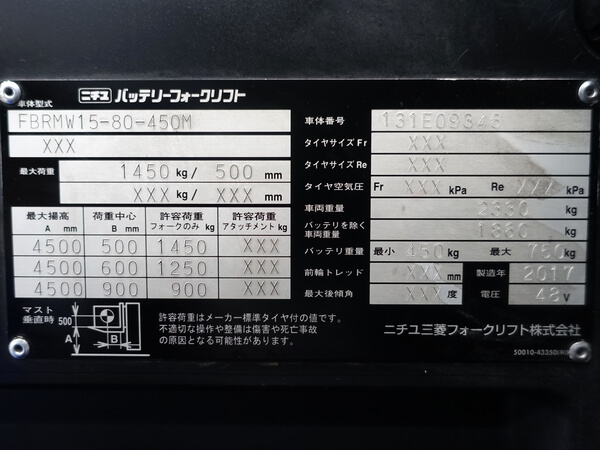 ニチユ バッテリーフォークリフト
車体型式
FBRMW15-80-450M
XXX
最大荷重 1450 kg / 500 mm
XXX kg / XXX mm
最大揚高 A mm 荷重中心 B mm 許容荷重 フォークのみ kg 許容荷重 アタッチメント kg
4500 500 1450 XXX
4500 600 1250 XXX
4500 900 900 XXX
マスト垂直時 500 A B
許容荷重はメーカー標準タイヤ付の値です。
不適切な操作や整備は傷害や死亡事故
の原因となる可能性があります。
車体番号
タイヤサイズ Fr XXX
タイヤサイズ Re XXX
タイヤ空気圧 Fr XXX kPa Re XXX kPa
車両重量 kg
バッテリを除く
車両重量 kg
バッテリ重量 最小 kg 最大 kg
前輪トレッド XXX mm 製造年 2017
最大後傾角 XXX 度 電圧 48 V
ニチユ三菱フォークリフト株式会社